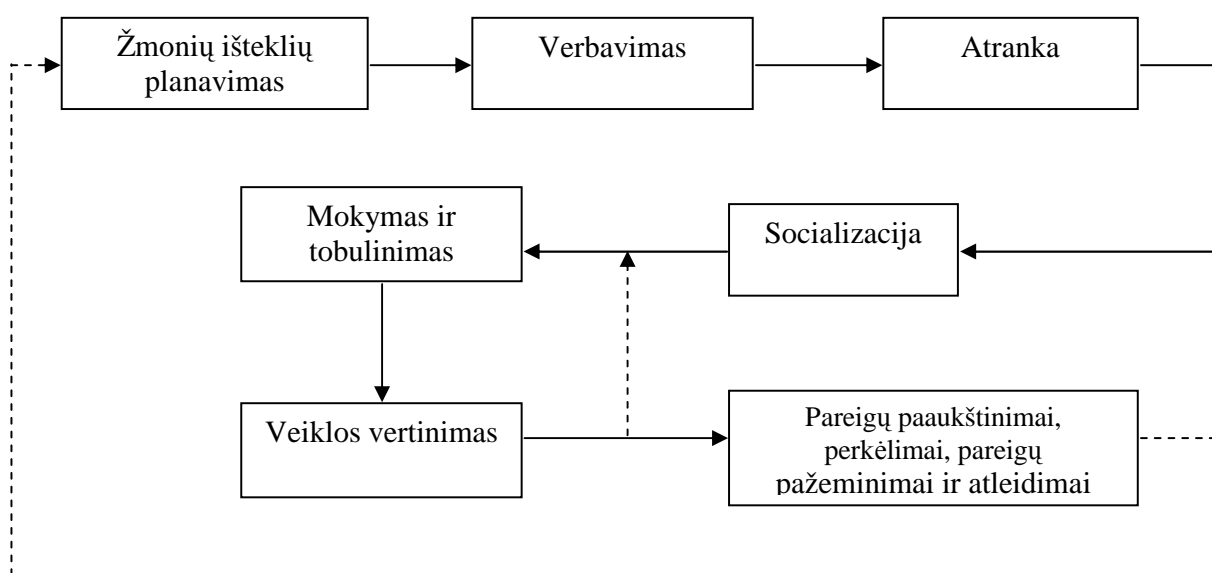 Žmonių išteklių
planavimas
Verbavimas
Atranka
Mokymas ir
tobulinimas
Socializacija
Veiklos vertinimas
Pareigų paaukštinimai,
perkėlimai, pareigų
pažeminimai ir atleidimai